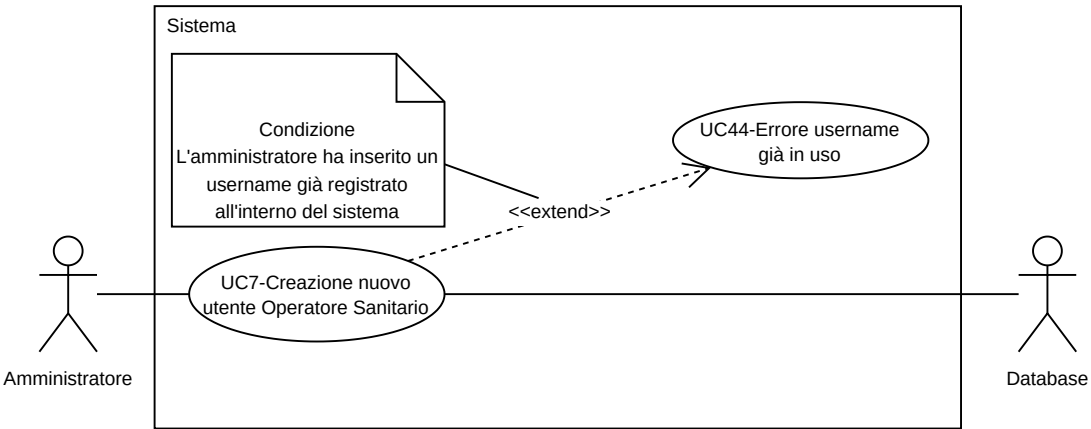 Sistema
Condizione
L'amministratore ha inserito un
username già registrato
all'interno del sistema
UC44-Errore username
già in uso
<<extend>>
UC7-Creazione nuovo
utente Operatore Sanitario
Amministratore
Database